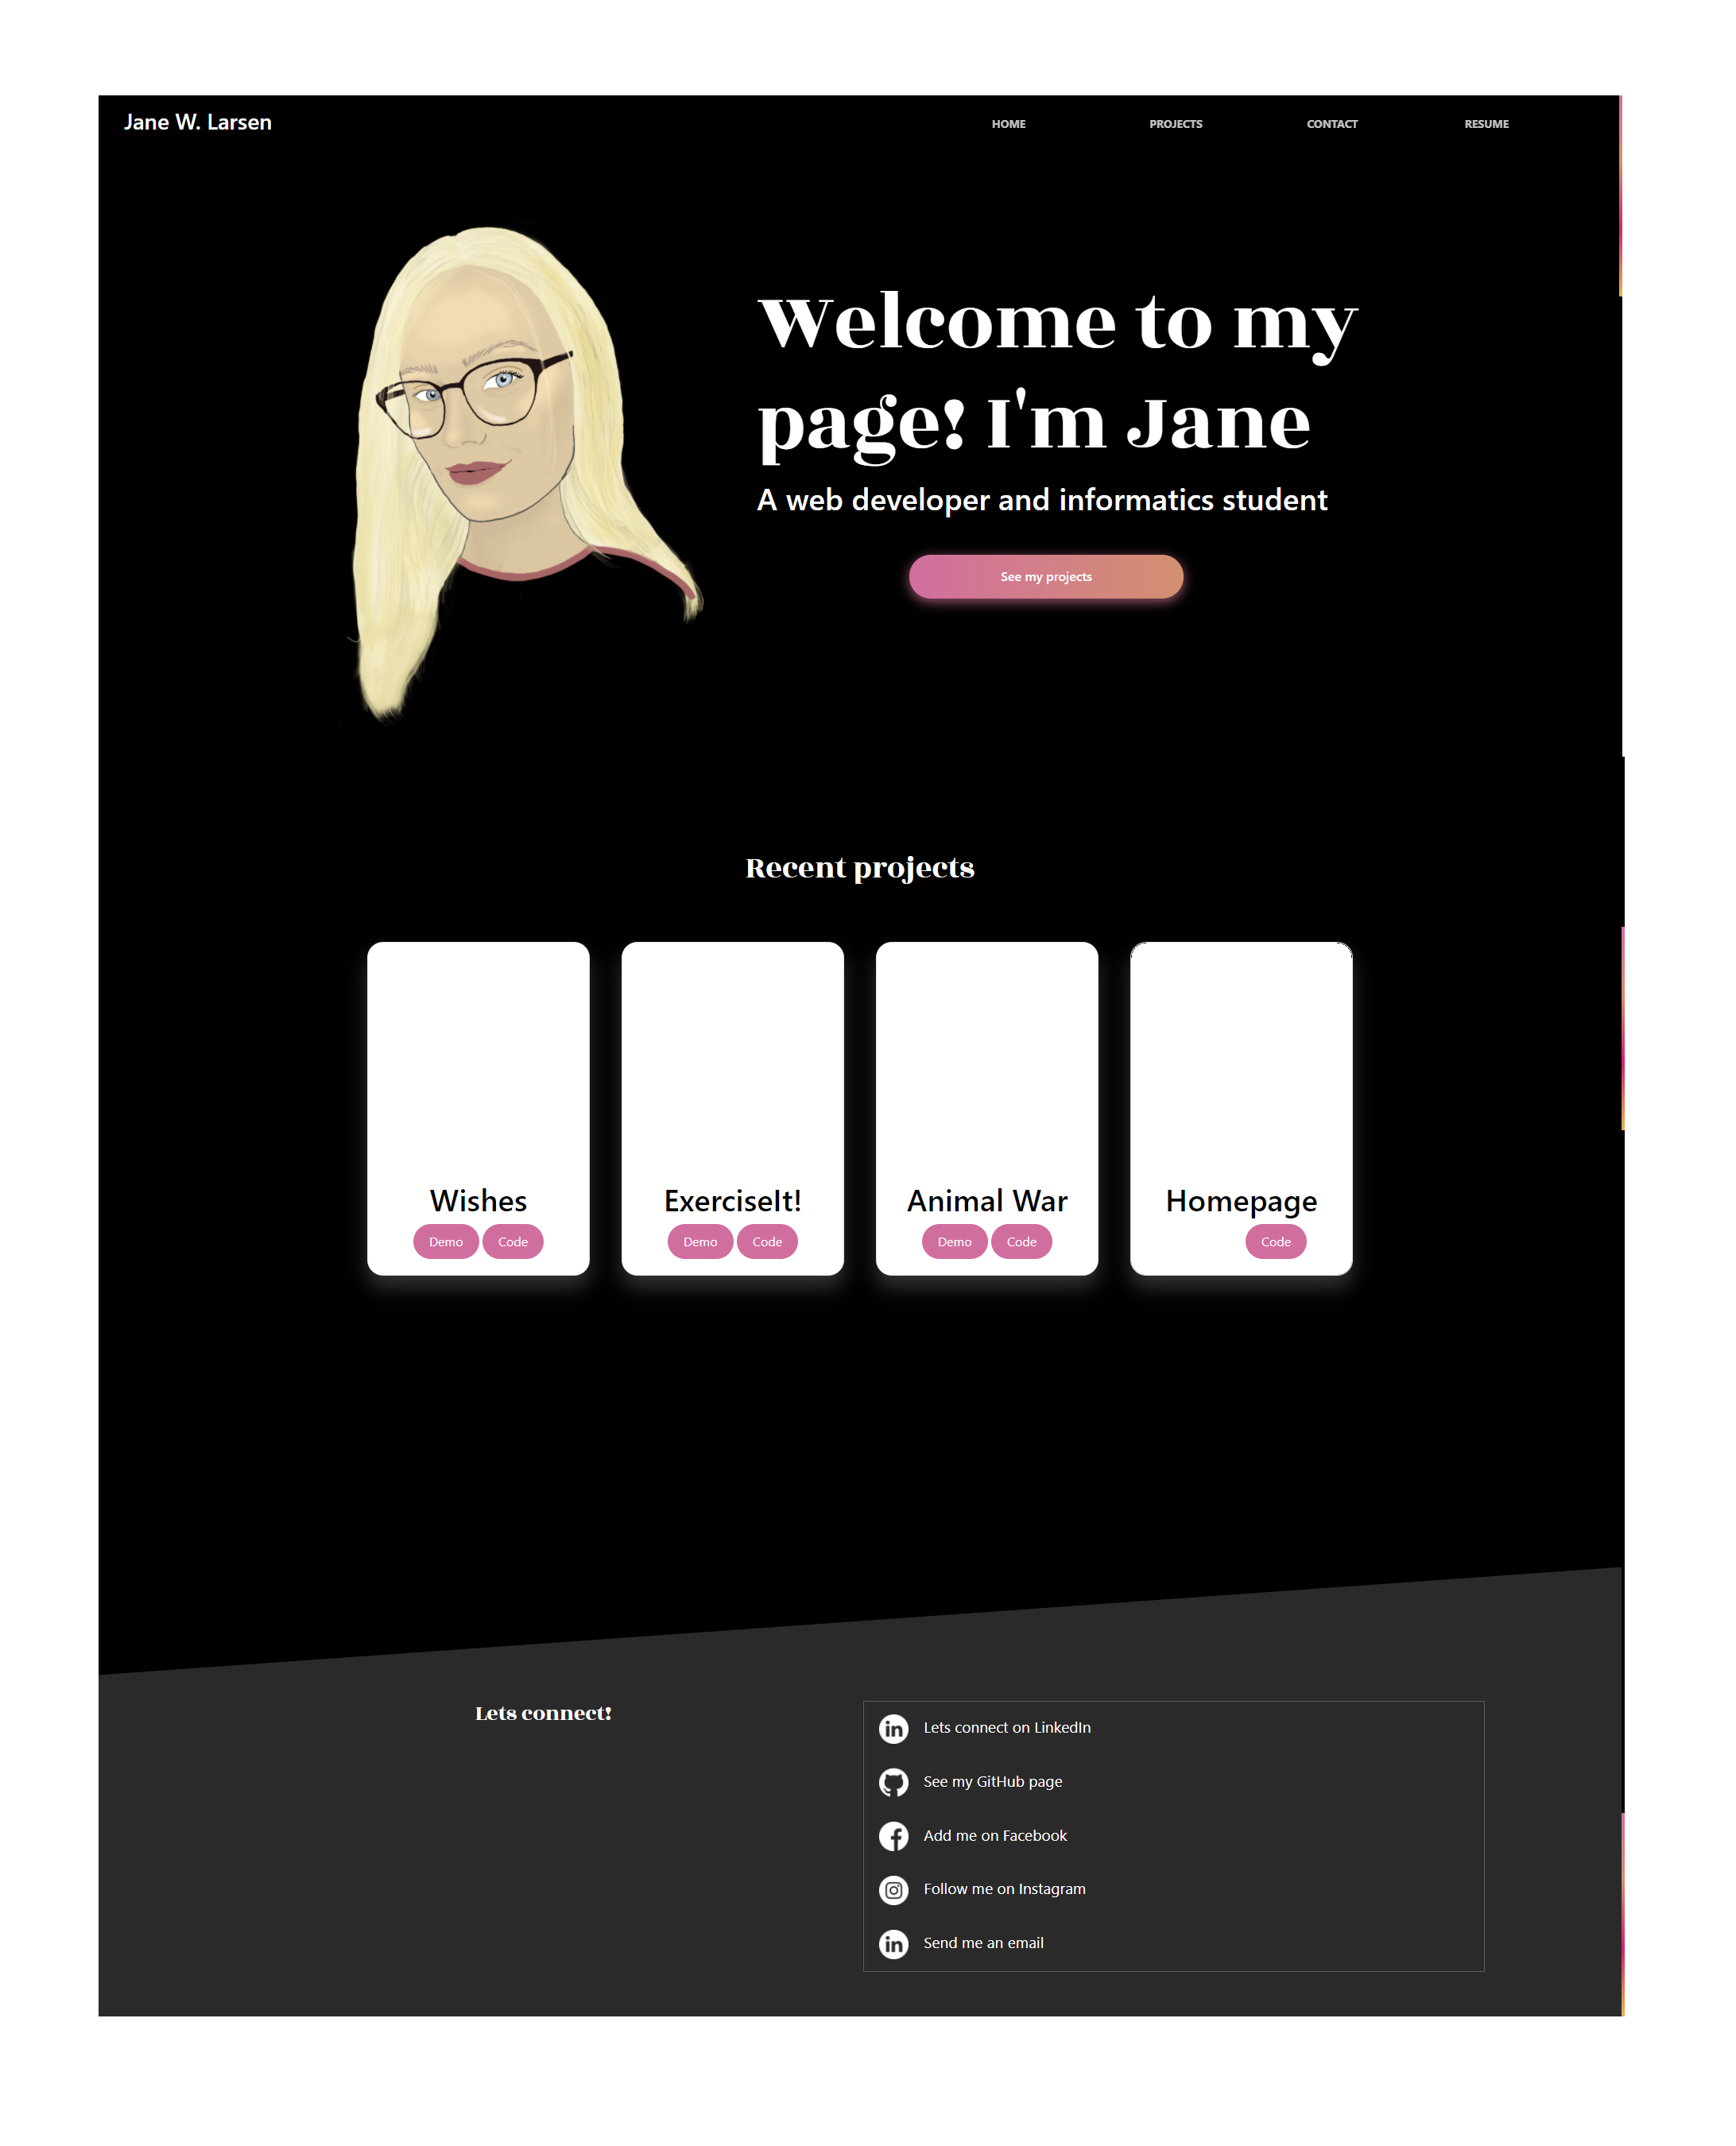 Jane W. Larsen
HOME
PROJECTS
CONTACT
RESUME
Welcome to my
page! I'm Jane
A web developer and informatics student
See my projects
Recent projects
Wishes
Demo Code
ExerciseIt!
Demo Code
Animal War
Demo Code
Homepage
Code
Lets connect!
in Lets connect on LinkedIn
See my GitHub page
f Add me on Facebook
Follow me on Instagram
in Send me an email